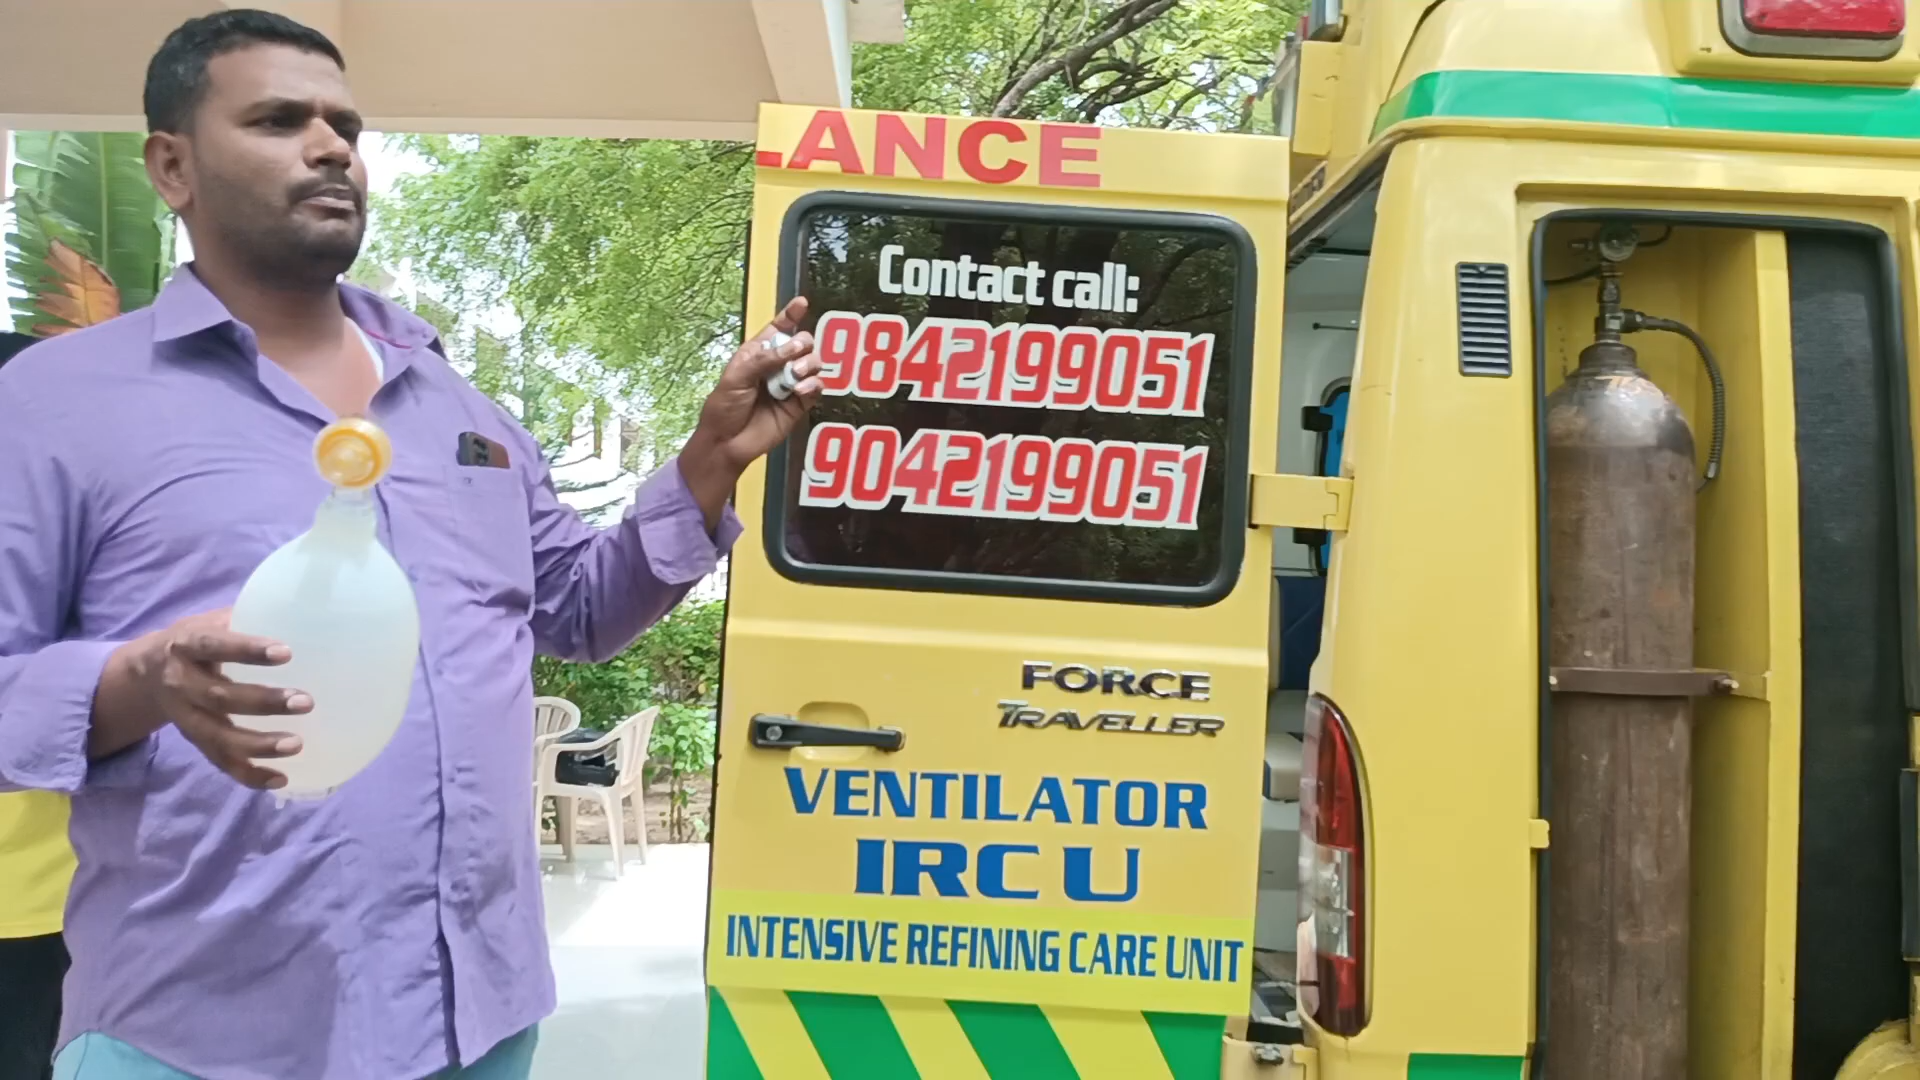 LANCE
Contact call:
9842199051
9042199051
FORCE
TRAVELLER
VENTILATOR
IRCU
INTENSIVE REFINING CARE UNIT